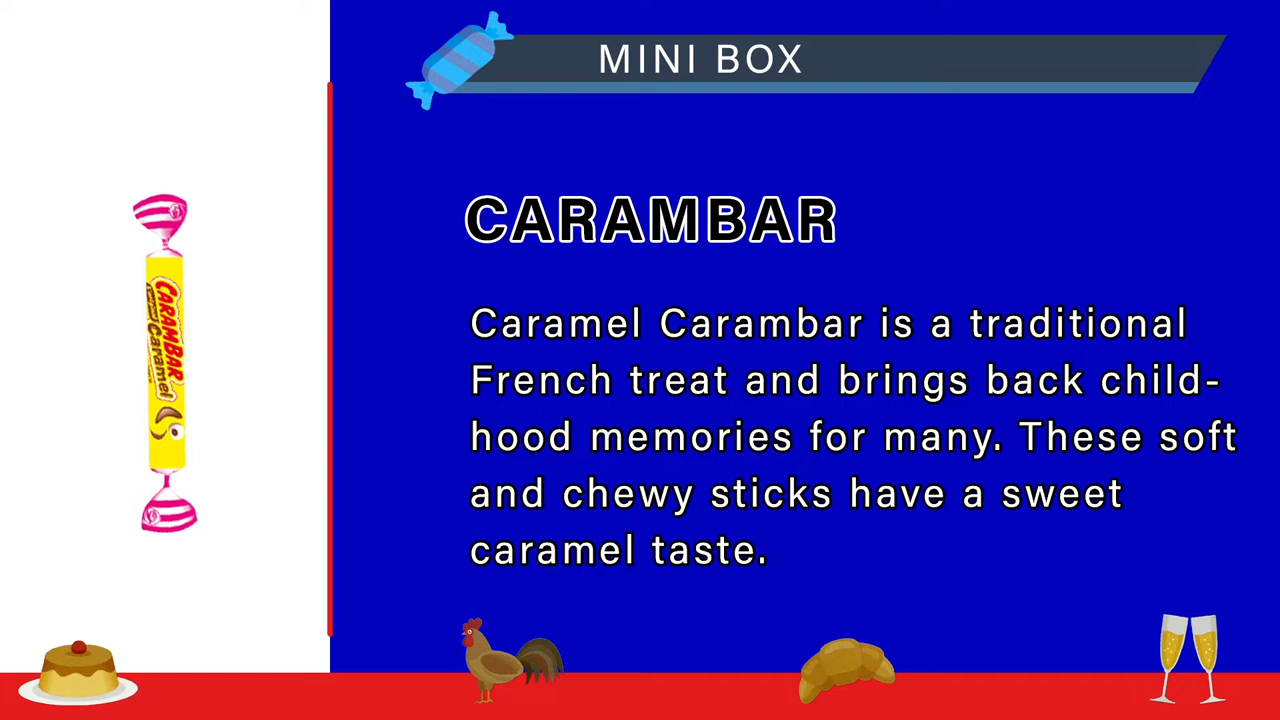 MINI BOX
CARAMBAR
Caramel Carambar is a traditional
French treat and brings back child-
hood memories for many. These soft
and chewy sticks have a sweet
caramel taste.
CARAMBAR
Caramel